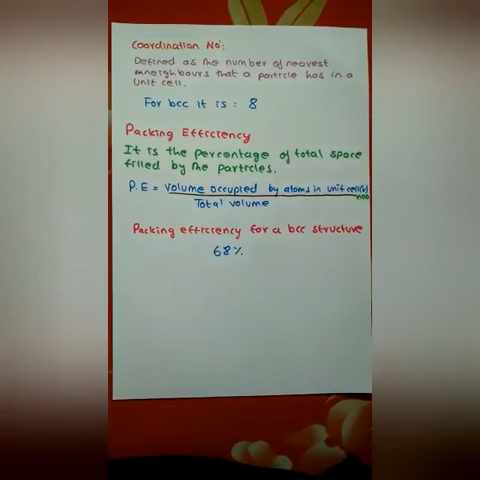 Coordination No:
Defined as the number of nearest
nneighbours that a particle has in a
unit cell.
For bcc it is : 8
Packing Efficiency
It is the percentage of total space
filled by the particles.
P.E = volume occupied by atoms in unit cell
Total volume
Packing efficiency for a bcc structure
68%.